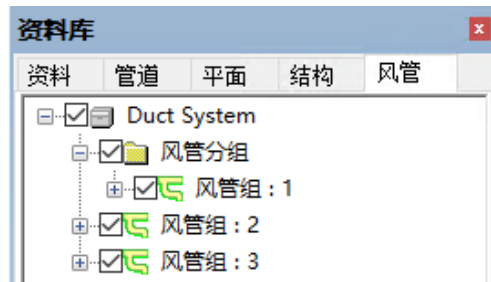 资料库
资料 管道 平面 结构 风管
Duct System
风管分组
风管组 : 1
风管组 : 2
风管组 : 3